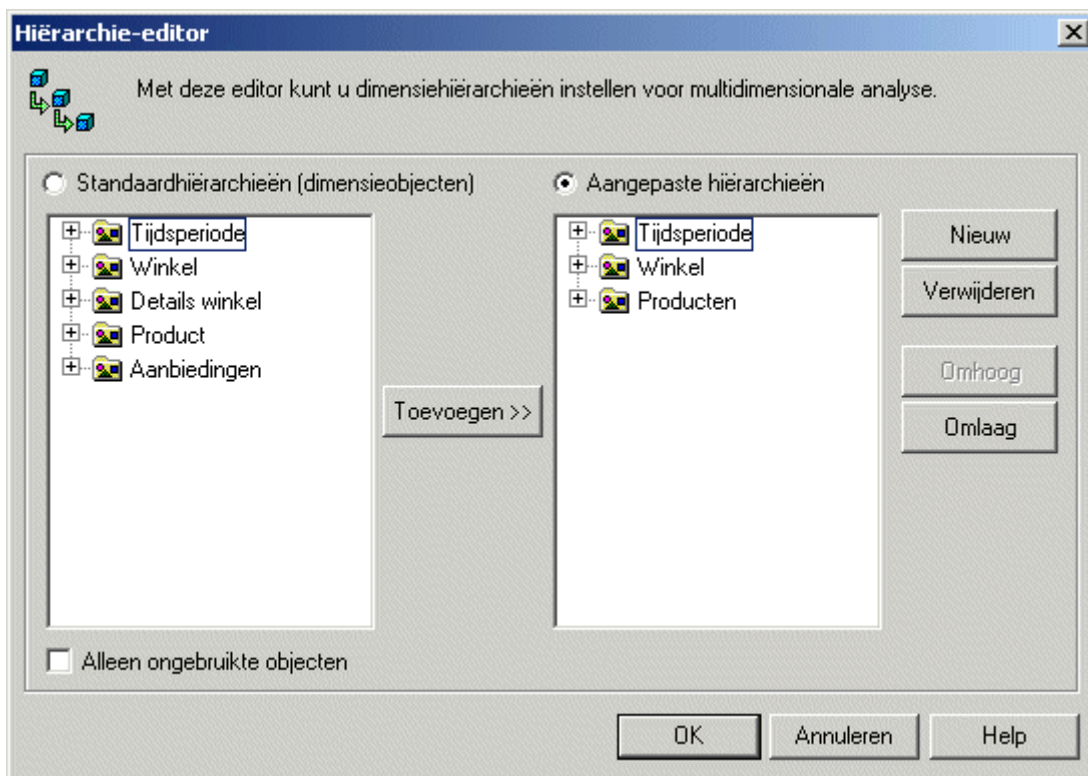 Hiërarchie-editor
Met deze editor kunt u dimensiehiërarchieën instellen voor multidimensionale analyse.
Standaardhiërarchieën (dimensieobjecten)
Tijdsperiode
Winkel
Details winkel
Product
Aanbiedingen
Toevoegen >>
Aangepaste hiërarchieën
Tijdsperiode
Winkel
Producten
Nieuw
Verwijderen
Omhoog
Omlaag
Alleen ongebruikte objecten
OK
Annuleren
Help